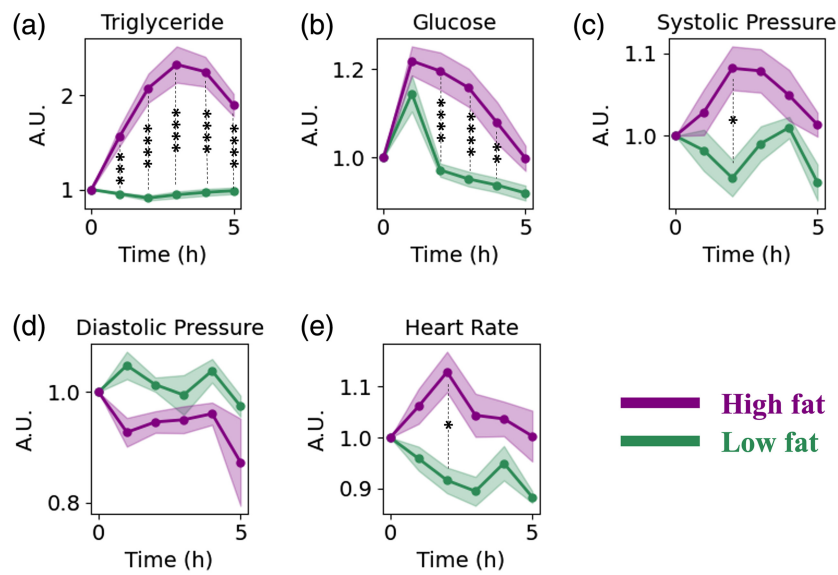 (a)
Triglyceride
A.U.
2
1
***
****
****
****
****
0
5
Time (h)
(b)
Glucose
A.U.
1.2
1.0
****
****
**
0
5
Time (h)
(c)
Systolic Pressure
A.U.
1.1
1.0
*
0
5
Time (h)
(d)
Diastolic Pressure
A.U.
1.0
0.8
0
5
Time (h)
(e)
Heart Rate
A.U.
1.1
1.0
0.9
*
0
5
Time (h)
High fat
Low fat